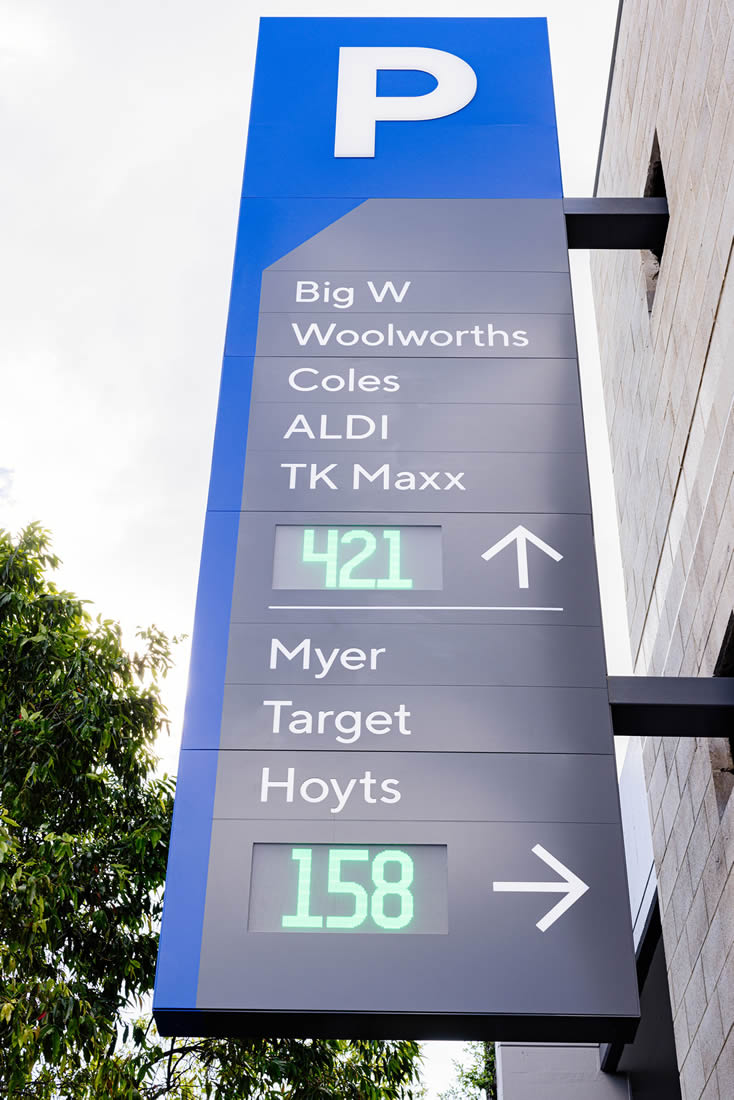 P
Big W
Woolworths
Coles
ALDI
TK Maxx
421
Myer
Target
Hoyts
158